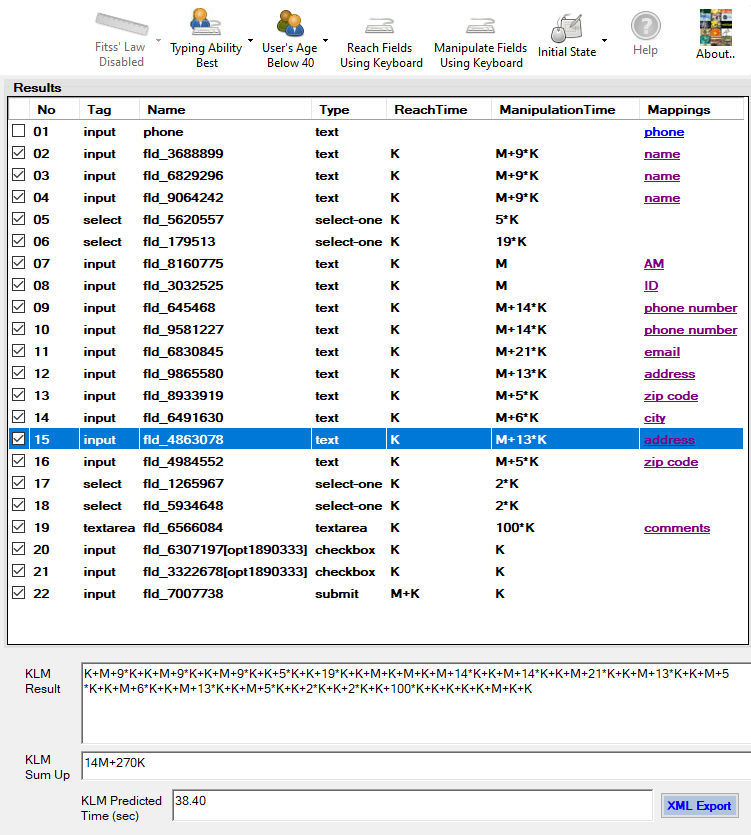 Fitss' Law Disabled
Typing Ability Best
User's Age Below 40
Reach Fields Using Keyboard
Manipulate Fields Using Keyboard
Initial State
Help
About..
Results
No Tag Name Type ReachTime ManipulationTime Mappings
01 input phone text phone
02 input fld_3688899 text K M+9*K name
03 input fld_6829296 text K M+9*K name
04 input fld_9064242 text K M+9*K name
05 select fld_5620557 select-one K 5*K
06 select fld_179513 select-one K 19*K
07 input fld_8160775 text K M AM
08 input fld_3032525 text K M ID
09 input fld_645468 text K M+14*K phone number
10 input fld_9581227 text K M+14*K phone number
11 input fld_6830845 text K M+21*K email
12 input fld_9865580 text K M+13*K address
13 input fld_8933919 text K M+5*K zip code
14 input fld_6491630 text K M+6*K city
15 input fld_4863078 text K M+13*K address
16 input fld_4984552 text K M+5*K zip code
17 select fld_1265967 select-one K 2*K
18 select fld_5934648 select-one K 2*K
19 textarea fld_6566084 textarea K 100*K comments
20 input fld_6307197[opt1890333] checkbox K K
21 input fld_3322678[opt1890333] checkbox K K
22 input fld_7007738 submit M+K K
KLM Result
K+M+9*K+K+M+9*K+K+M+9*K+K+5*K+K+19*K+K+M+K+M+K+M+14*K+K+M+14*K+K+M+21*K+K+M+13*K+K+M+5
*K+K+M+6*K+K+M+13*K+K+M+5*K+K+2*K+K+2*K+K+100*K+K+K+K+K+M+K+K
KLM Sum Up
14M+270K
KLM Predicted Time (sec)
38.40
XML Export